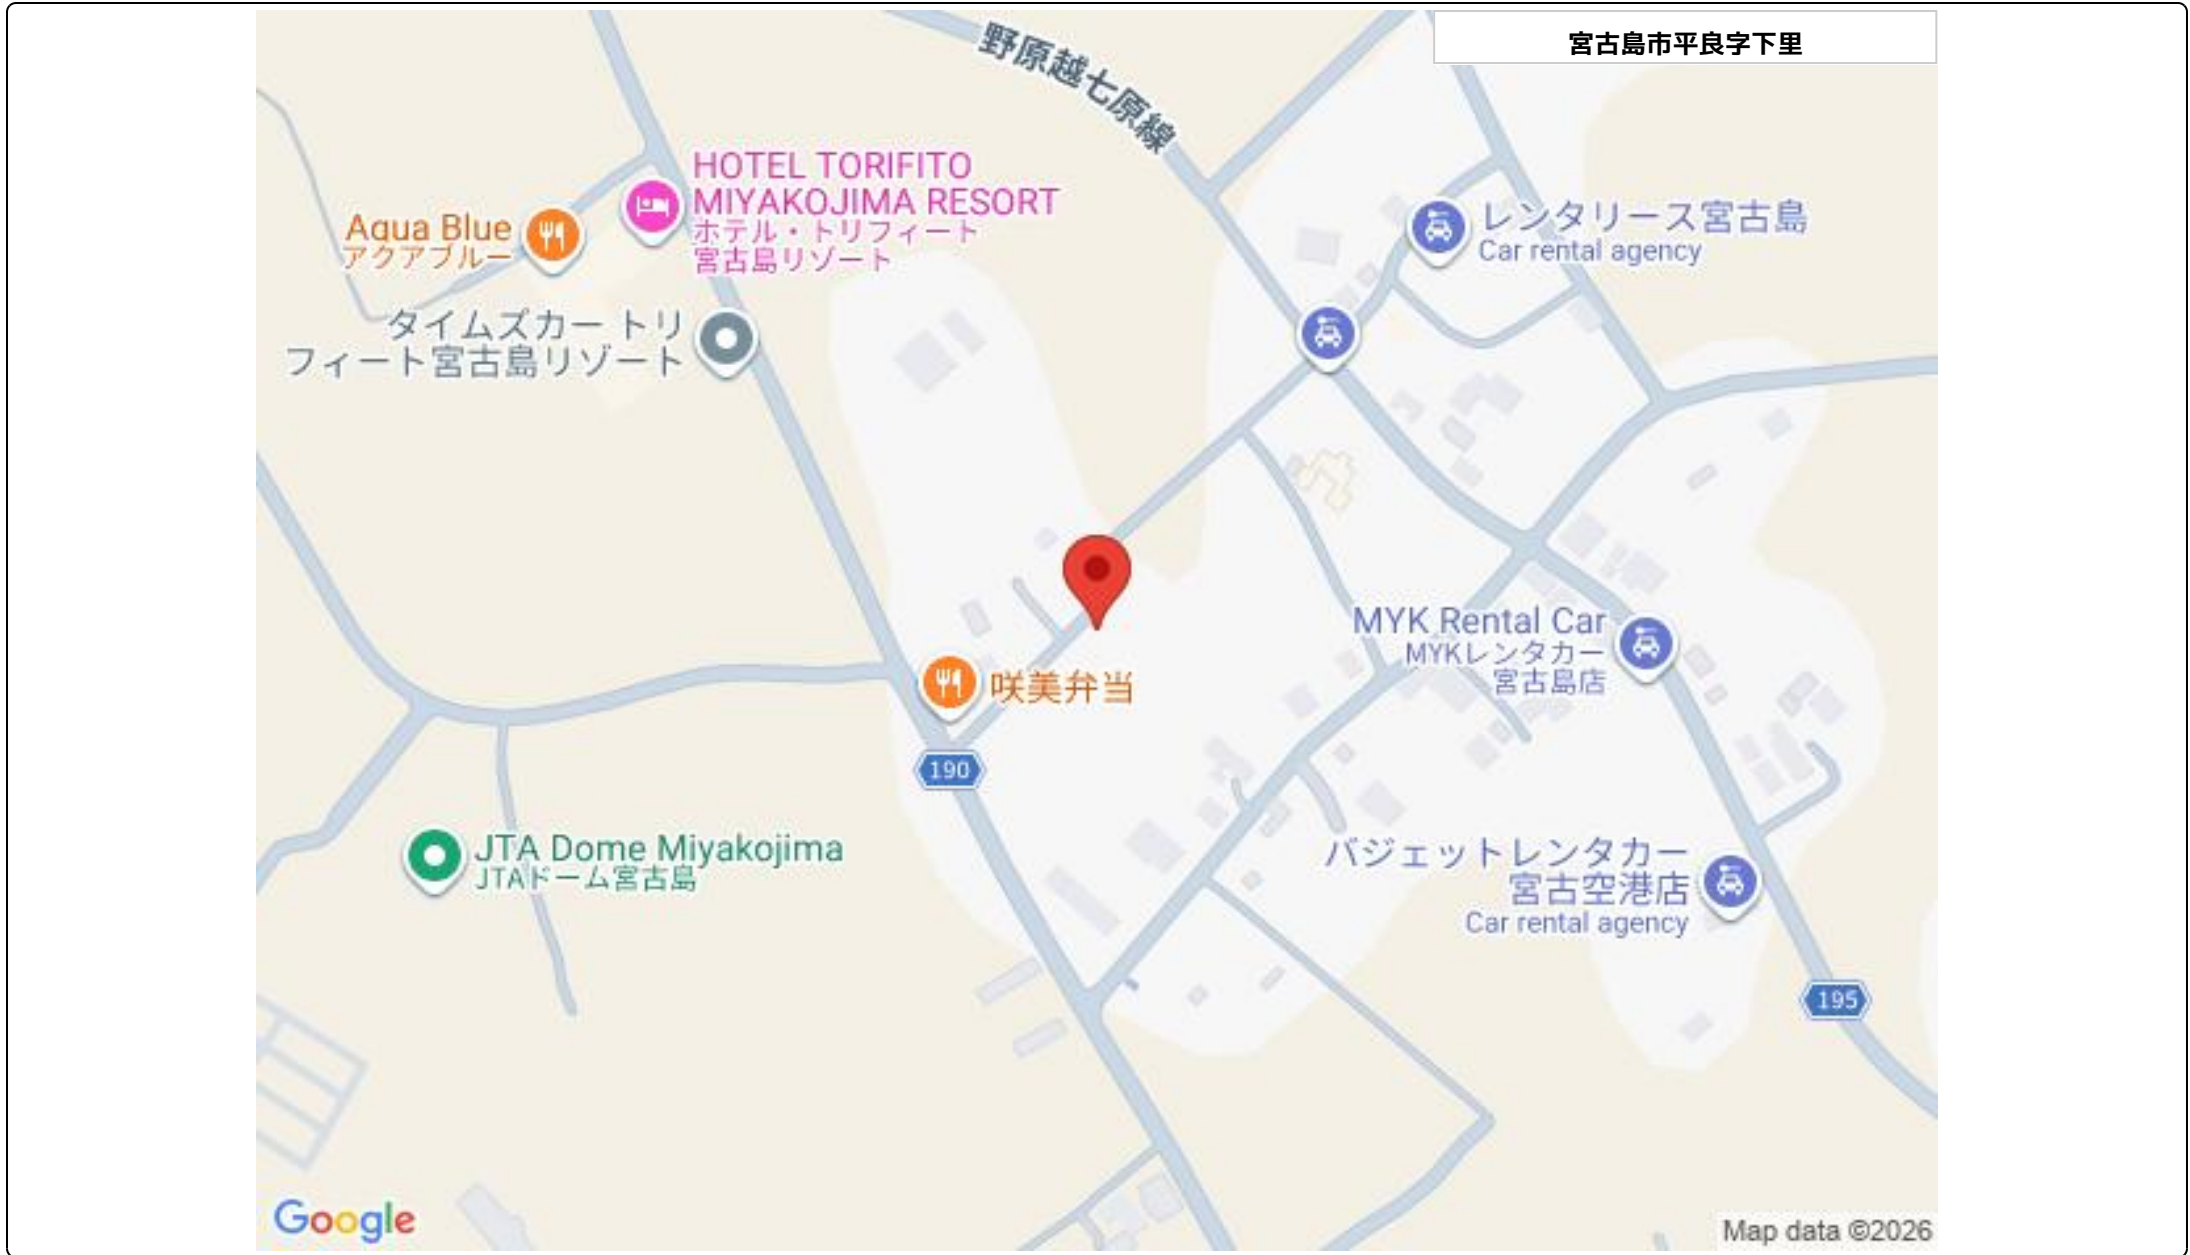 宮古島市平良字下里
野原越七原線
HOTEL TORIFITO
MIYAKOJIMA RESORT
ホテル・トリフィート
宮古島リゾート
Aqua Blue
アクアブルー
レンタリース宮古島
Car rental agency
タイムズカー トリ
フィート宮古島リゾート
MYK Rental Car
MYKレンタカー
宮古島店
咲美弁当
190
JTA Dome Miyakojima
JTAドーム宮古島
バジェットレンタカー
宮古空港店
Car rental agency
195
Google
Map data ©2026